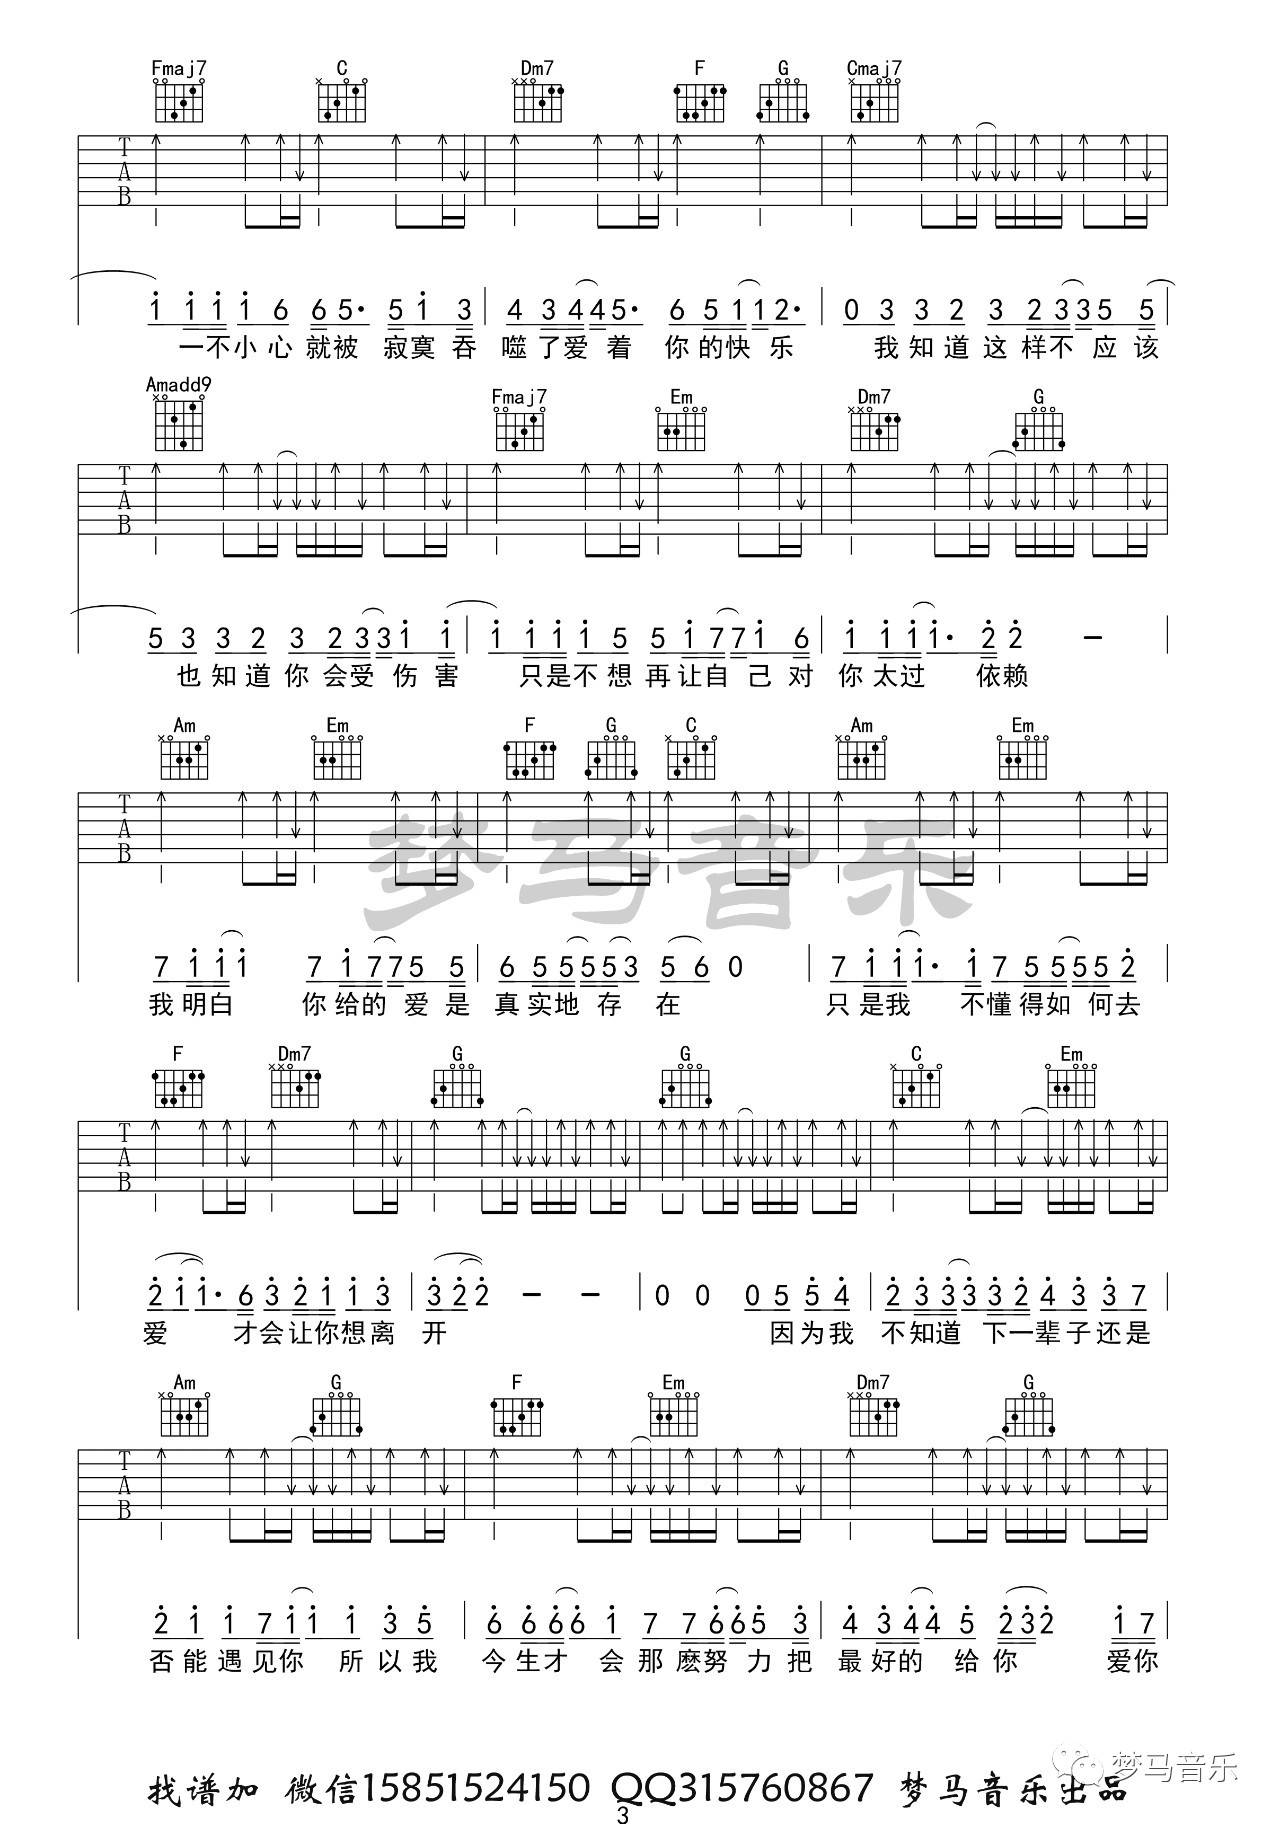 Fmaj7 C Dm7 F G Cmaj7
T
A
B
1 1 1 1 1 6 6 5· 5 1 3 | 4 3 4 4 5· 6 5 1 1 2· | 0 3 3 2 3 2 3 3 5 5
一不小心就被 寂寞吞 噬了爱着 你的快乐 我知道这样不应该
Amadd9 Fmaj7 Em Dm7 G
T
A
B
5 3 3 2 3 2 3 3 1 1 | 1 1 1 1 1 5 5 1 7 7 1 6 | 1 1 1 1· 2 2 –
也知道你会受伤害 只是不想再让自己对 你太过 依赖
Am Em F G C Am Em
T
A
B
梦马音乐
7 1 1 1 7 1 7 7 5 5 | 6 5 5 5 5 5 3 5 6 0 | 7 1 1 1· 1 7 5 5 5 5 2
我明白 你给的爱是 真实地存在 只是我 不懂得如何去
F Dm7 G G C Em
T
A
B
2 1 1· 6 3 2 1 1 3 | 3 2 2 – – | 0 0 0 5 5 4 | 2 3 3 3 3 2 4 3 3 7
爱 才会让你想离 开 因为我 不知道 下一辈子还是
Am G F Em Dm7 G
T
A
B
2 1 1 7 1 1 1 3 5 | 6 6 6 6 1 7 7 6 6 5 3 | 4 3 4 4 5 2 3 2 1 7
否能遇见你 所以我 今生才会那麽努力把 最好的给你 爱你
找谱加 微信15851524150 QQ315760867 梦马音乐出品
梦马音乐
3